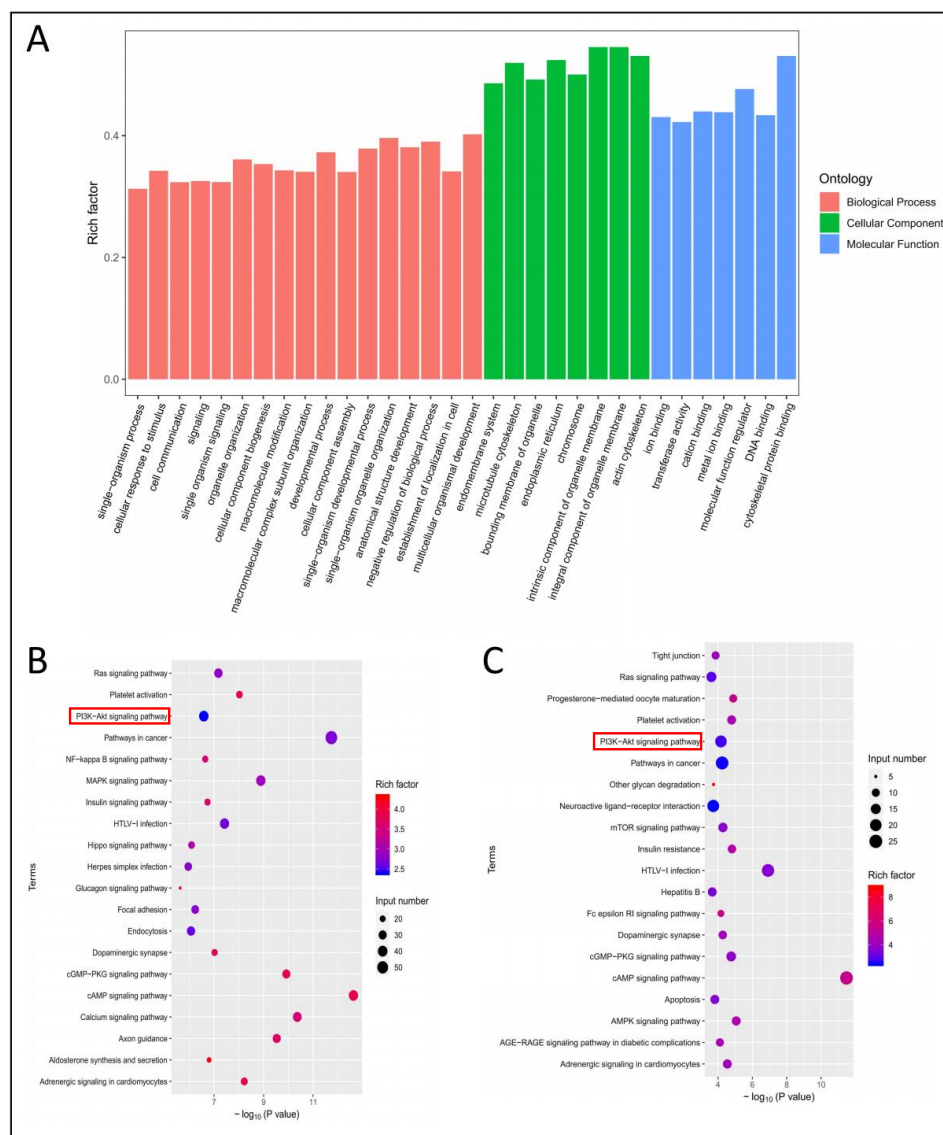 A
Rich factor
0.4
0.2
0.0
Ontology
Biological Process
Cellular Component
Molecular Function
single-organism process
cellular response to stimulus
cell communication
signaling
single organism signaling
organelle organization
cellular component biogenesis
macromolecule modification
macromolecular complex subunit organization
developmental process
cellular component assembly
single-organism developmental process
single-organism organelle organization
anatomical structure development
negative regulation of biological process
establishment of localization in cell
multicellular organismal development
endomembrane system
microtubule cytoskeleton
bounding membrane of organelle
endoplasmic reticulum
chromosome
intrinsic component of organelle membrane
integral component of organelle membrane
actin cytoskeleton
ion binding
transferase activity
cation binding
metal ion binding
molecular function regulator
DNA binding
cytoskeletal protein binding
B
Terms
Ras signaling pathway
Platelet activation
PI3K-Akt signaling pathway
Pathways in cancer
NF-kappa B signaling pathway
MAPK signaling pathway
Insulin signaling pathway
HTLV-I infection
Hippo signaling pathway
Herpes simplex infection
Glucagon signaling pathway
Focal adhesion
Endocytosis
Dopaminergic synapse
cGMP-PKG signaling pathway
cAMP signaling pathway
Calcium signaling pathway
Axon guidance
Aldosterone synthesis and secretion
Adrenergic signaling in cardiomyocytes
7 9 11
− log10 (P value)
Rich factor
4.0
3.5
3.0
2.5
Input number
20
30
40
50
C
Terms
Tight junction
Ras signaling pathway
Progesterone-mediated oocyte maturation
Platelet activation
PI3K-Akt signaling pathway
Pathways in cancer
Other glycan degradation
Neuroactive ligand-receptor interaction
mTOR signaling pathway
Insulin resistance
HTLV-I infection
Hepatitis B
Fc epsilon RI signaling pathway
Dopaminergic synapse
cGMP-PKG signaling pathway
cAMP signaling pathway
Apoptosis
AMPK signaling pathway
AGE-RAGE signaling pathway in diabetic complications
Adrenergic signaling in cardiomyocytes
4 6 8 10
− log10 (P value)
Input number
5
10
15
20
25
Rich factor
8
6
4